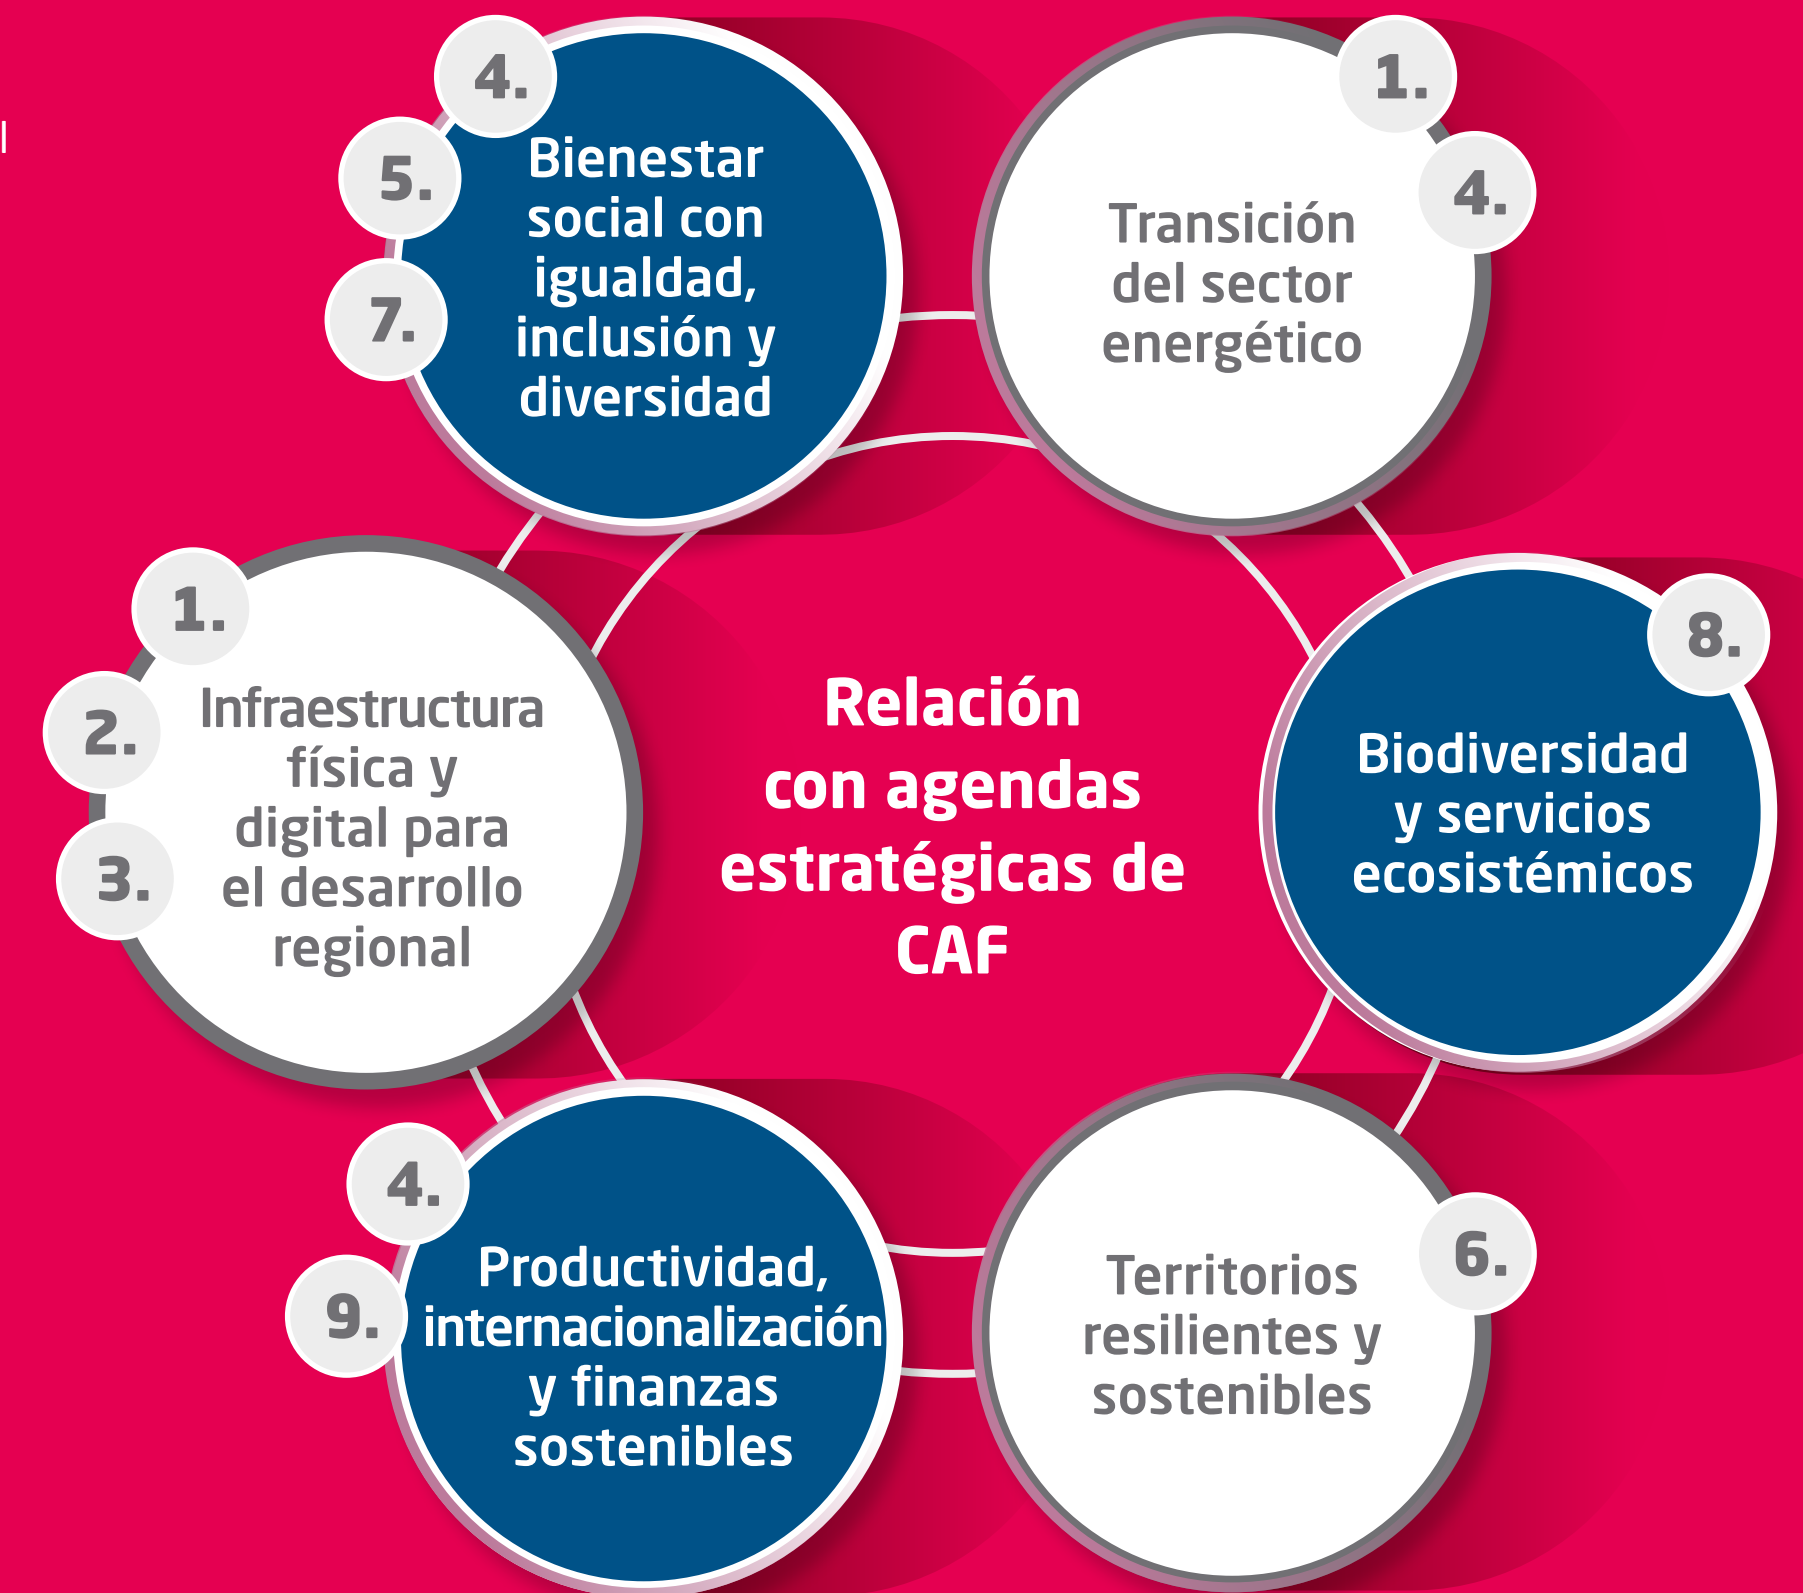 4.
5.
7.
Bienestar
social con
igualdad,
inclusión y
diversidad
1.
4.
Transición
del sector
energético
1.
2.
3.
Infraestructura
física y
digital para
el desarrollo
regional
Relación
con agendas
estratégicas de
CAF
8.
Biodiversidad
y servicios
ecosistémicos
4.
9.
Productividad,
internacionalización
y finanzas
sostenibles
6.
Territorios
resilientes y
sostenibles